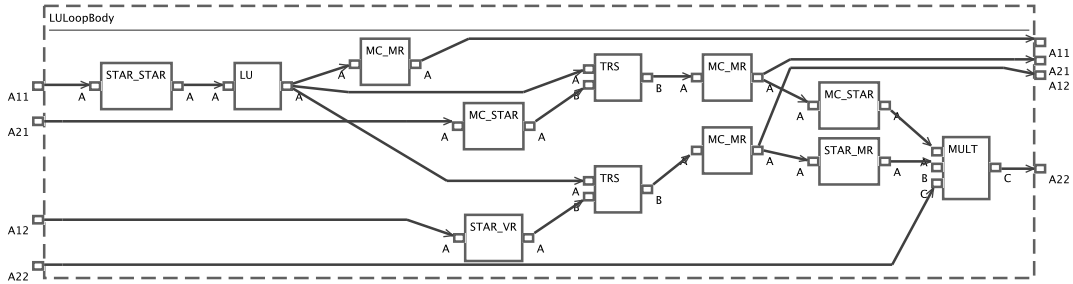 LULoopBody
MC_MR
A11
A A
STAR_STAR
LU
TRS
MC_MR
A21
A12
A11
A A A A
A B B A A
MC_STAR
A A
A21
MC_STAR
A A
MC_MR
A A
STAR_MR
A A
MULT
A B C C
A22
TRS
A B B
A12
STAR_VR
A A
A22